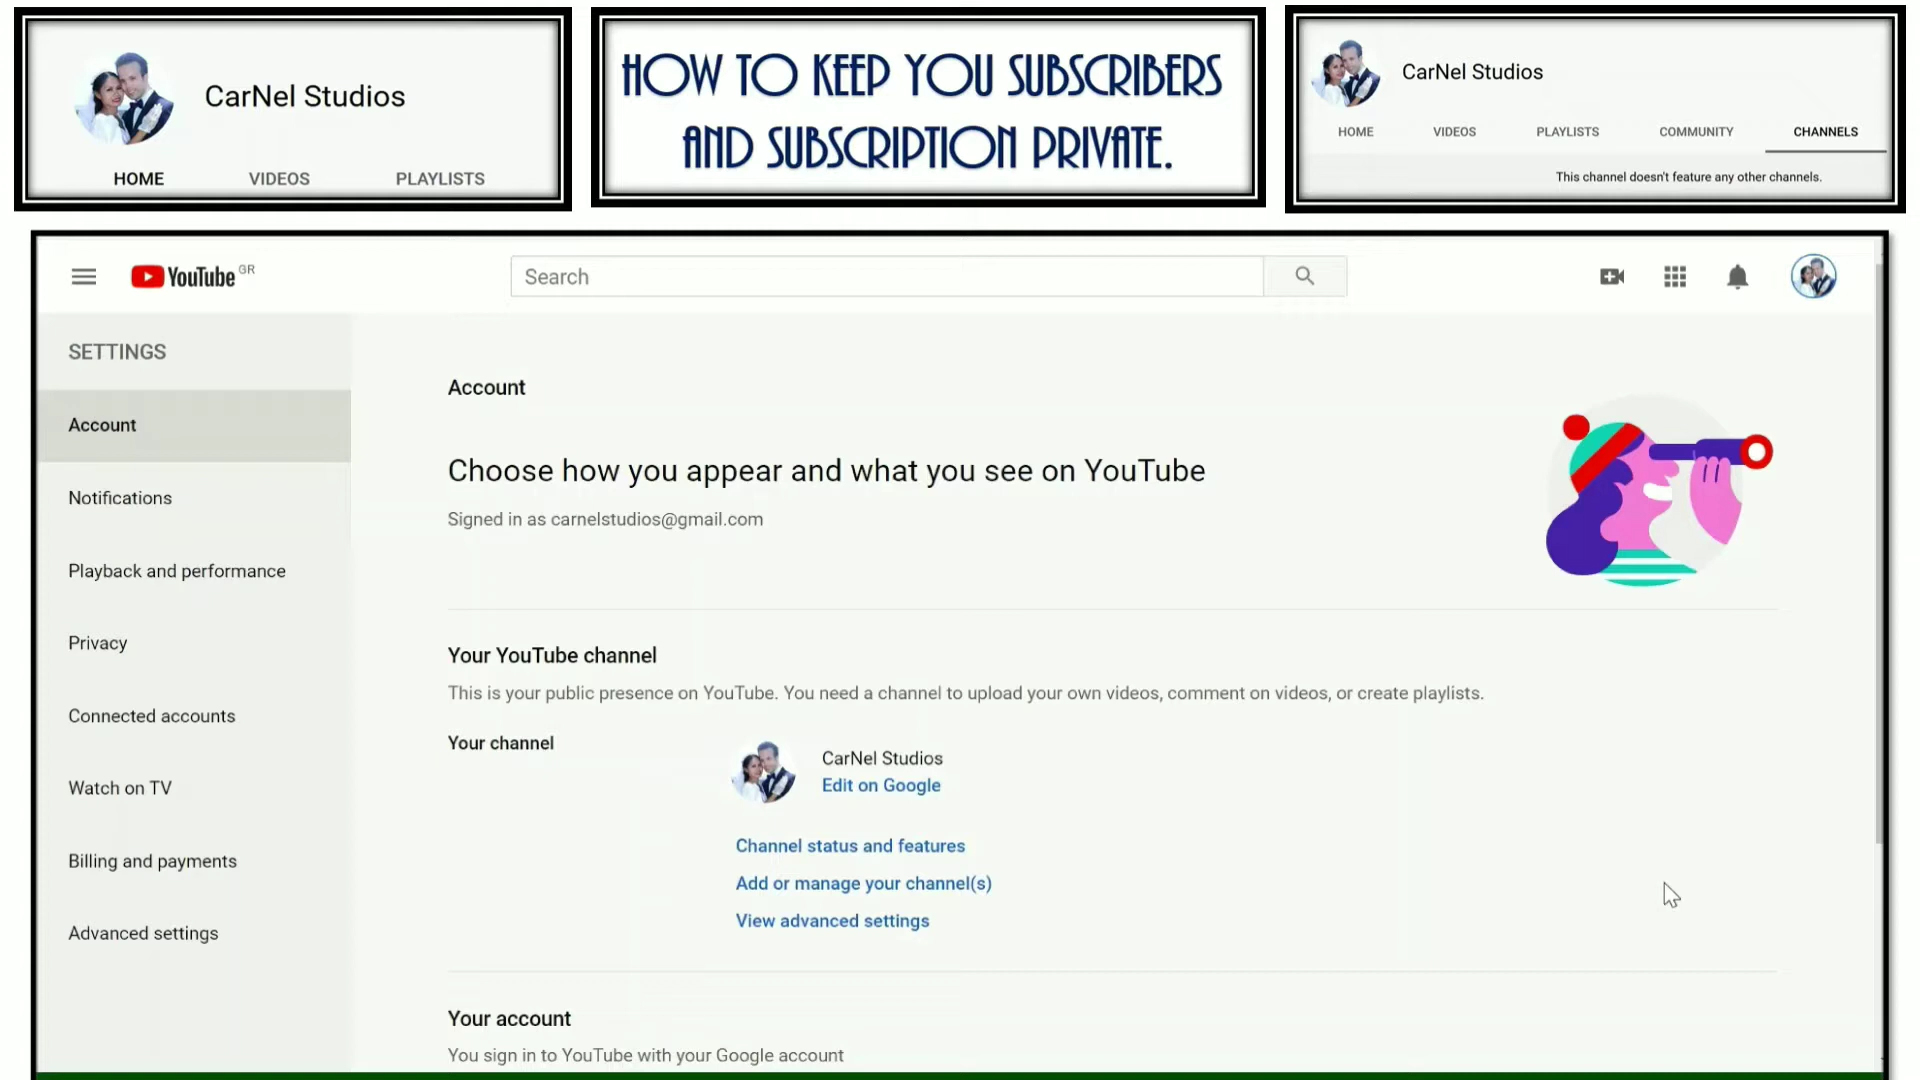 CarNel Studios
HOME VIDEOS PLAYLISTS
HOW TO KEEP YOU SUBSCRIBERS
AND SUBSCRIPTION PRIVATE.
CarNel Studios
HOME VIDEOS PLAYLISTS COMMUNITY CHANNELS
This channel doesn't feature any other channels.
YouTube GR
Search
SETTINGS
Account
Notifications
Playback and performance
Privacy
Connected accounts
Watch on TV
Billing and payments
Advanced settings
Account
Choose how you appear and what you see on YouTube
Signed in as carnelstudios@gmail.com
Your YouTube channel
This is your public presence on YouTube. You need a channel to upload your own videos, comment on videos, or create playlists.
Your channel
CarNel Studios
Edit on Google
Channel status and features
Add or manage your channel(s)
View advanced settings
Your account
You sign in to YouTube with your Google account